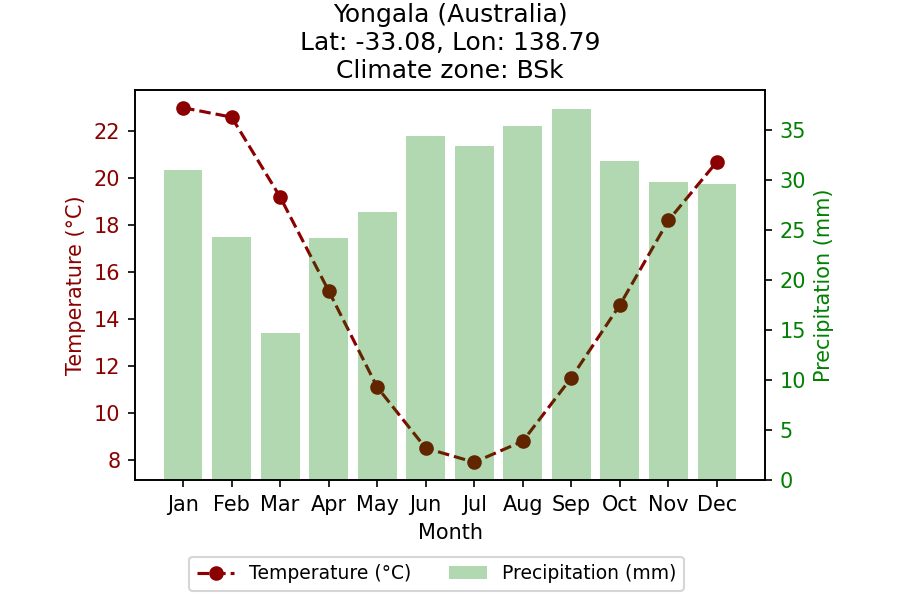 Yongala (Australia)
Lat: -33.08, Lon: 138.79
Climate zone: BSk
Temperature (°C)
22
20
18
16
14
12
10
8
Precipitation (mm)
35
30
25
20
15
10
5
0
Jan Feb Mar Apr May Jun Jul Aug Sep Oct Nov Dec
Month
Temperature (°C) Precipitation (mm)